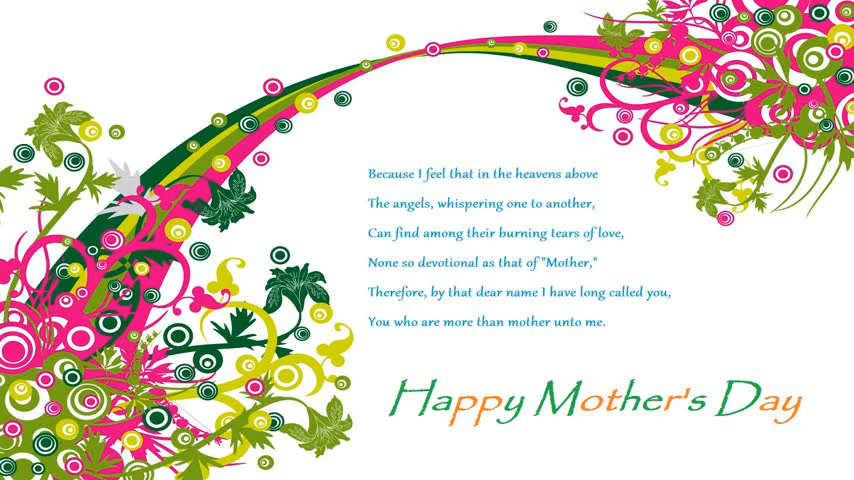 Because I feel that in the heavens above
The angels, whispering one to another,
Can find among their burning tears of love,
None so devotional as that of "Mother,"
Therefore, by that dear name I have long called you,
You who are more than mother unto me.
Happy Mother's Day